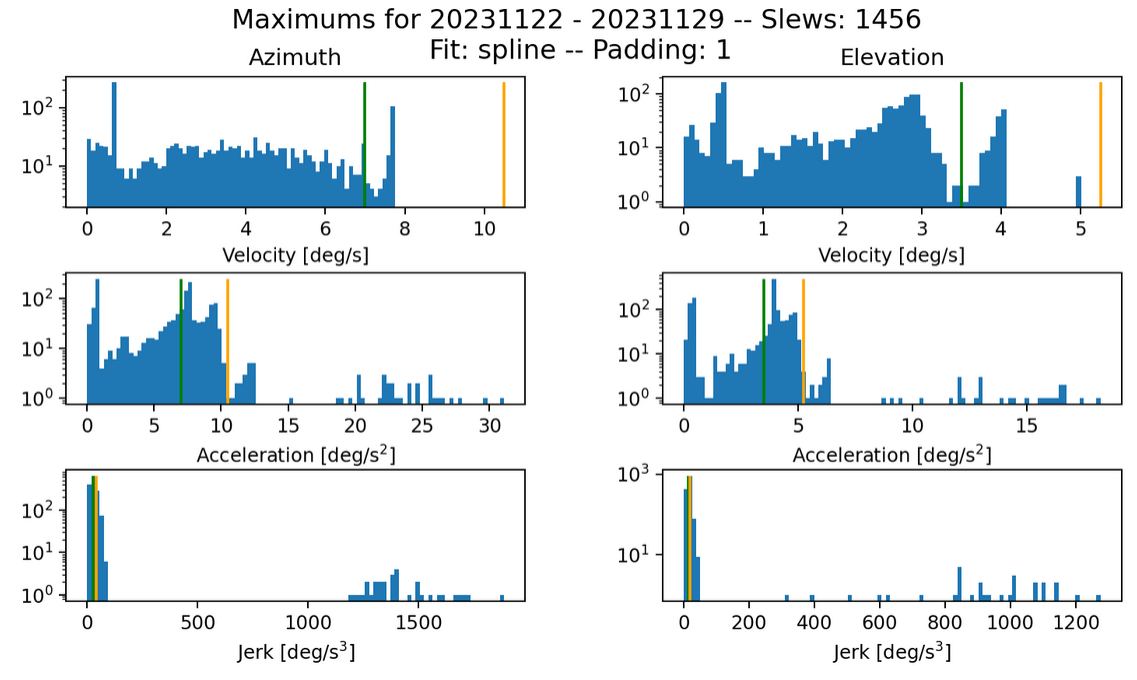 Maximums for 20231122 - 20231129 -- Slews: 1456
Fit: spline -- Padding: 1
Azimuth
10²
10¹
0 2 4 6 8 10
Velocity [deg/s]
Elevation
10²
10¹
10⁰
0 1 2 3 4 5
Velocity [deg/s]
10²
10¹
10⁰
0 5 10 15 20 25 30
Acceleration [deg/s²]
10²
10¹
10⁰
0 5 10 15
Acceleration [deg/s²]
10²
10¹
10⁰
0 500 1000 1500
Jerk [deg/s³]
10³
10¹
0 200 400 600 800 1000 1200
Jerk [deg/s³]